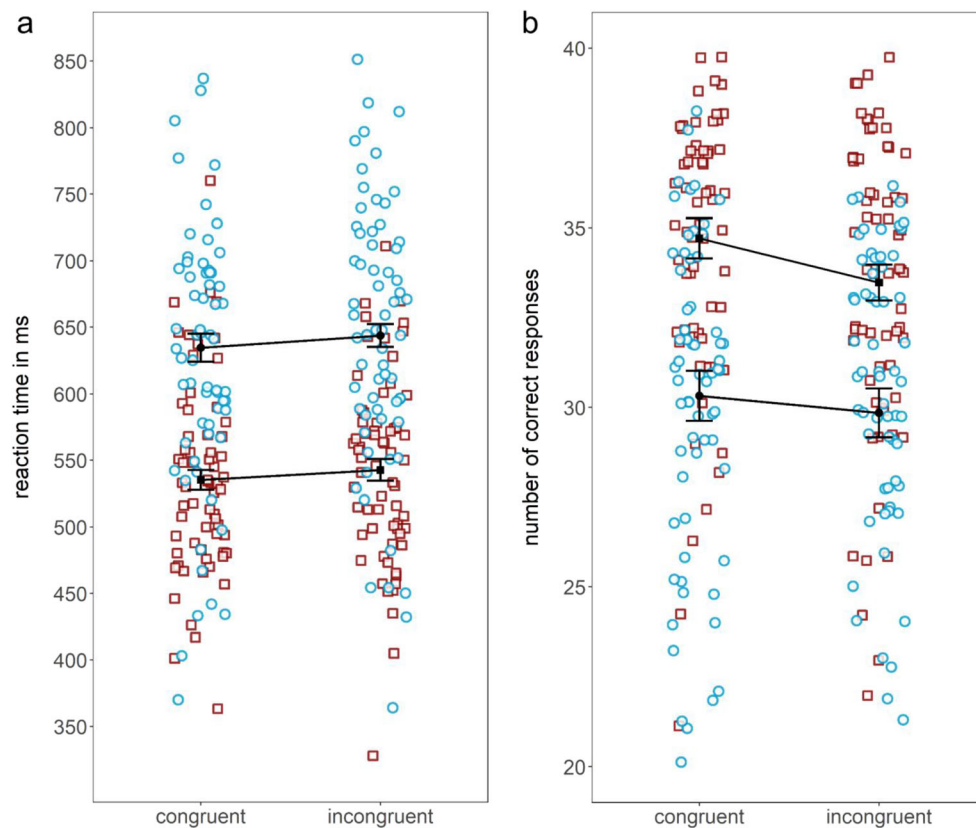 a
reaction time in ms
850
800
750
700
650
600
550
500
450
400
350
congruent
incongruent
b
number of correct responses
40
35
30
25
20
congruent
incongruent